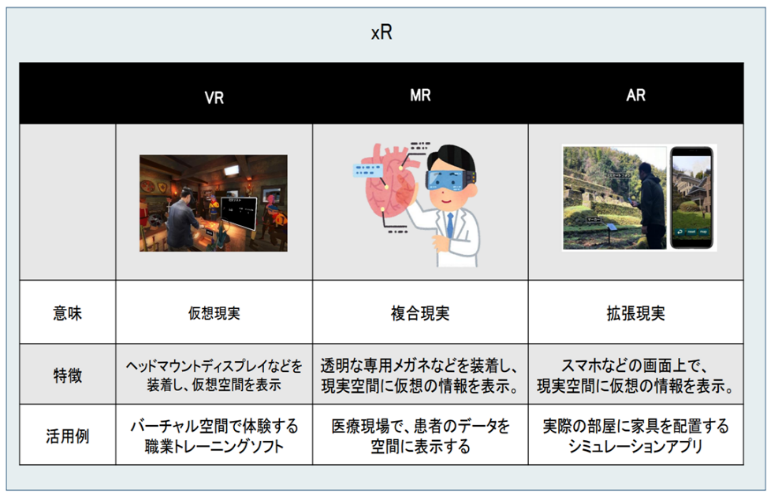 xR
VR
MR
AR
意味
仮想現実
複合現実
拡張現実
特徴
ヘッドマウントディスプレイなどを
装着し、仮想空間を表示
透明な専用メガネなどを装着し、
現実空間に仮想の情報を表示。
スマホなどの画面上で、
現実空間に仮想の情報を表示。
活用例
バーチャル空間で体験する
職業トレーニングソフト
医療現場で、患者のデータを
空間に表示する
実際の部屋に家具を配置する
シミュレーションアプリ